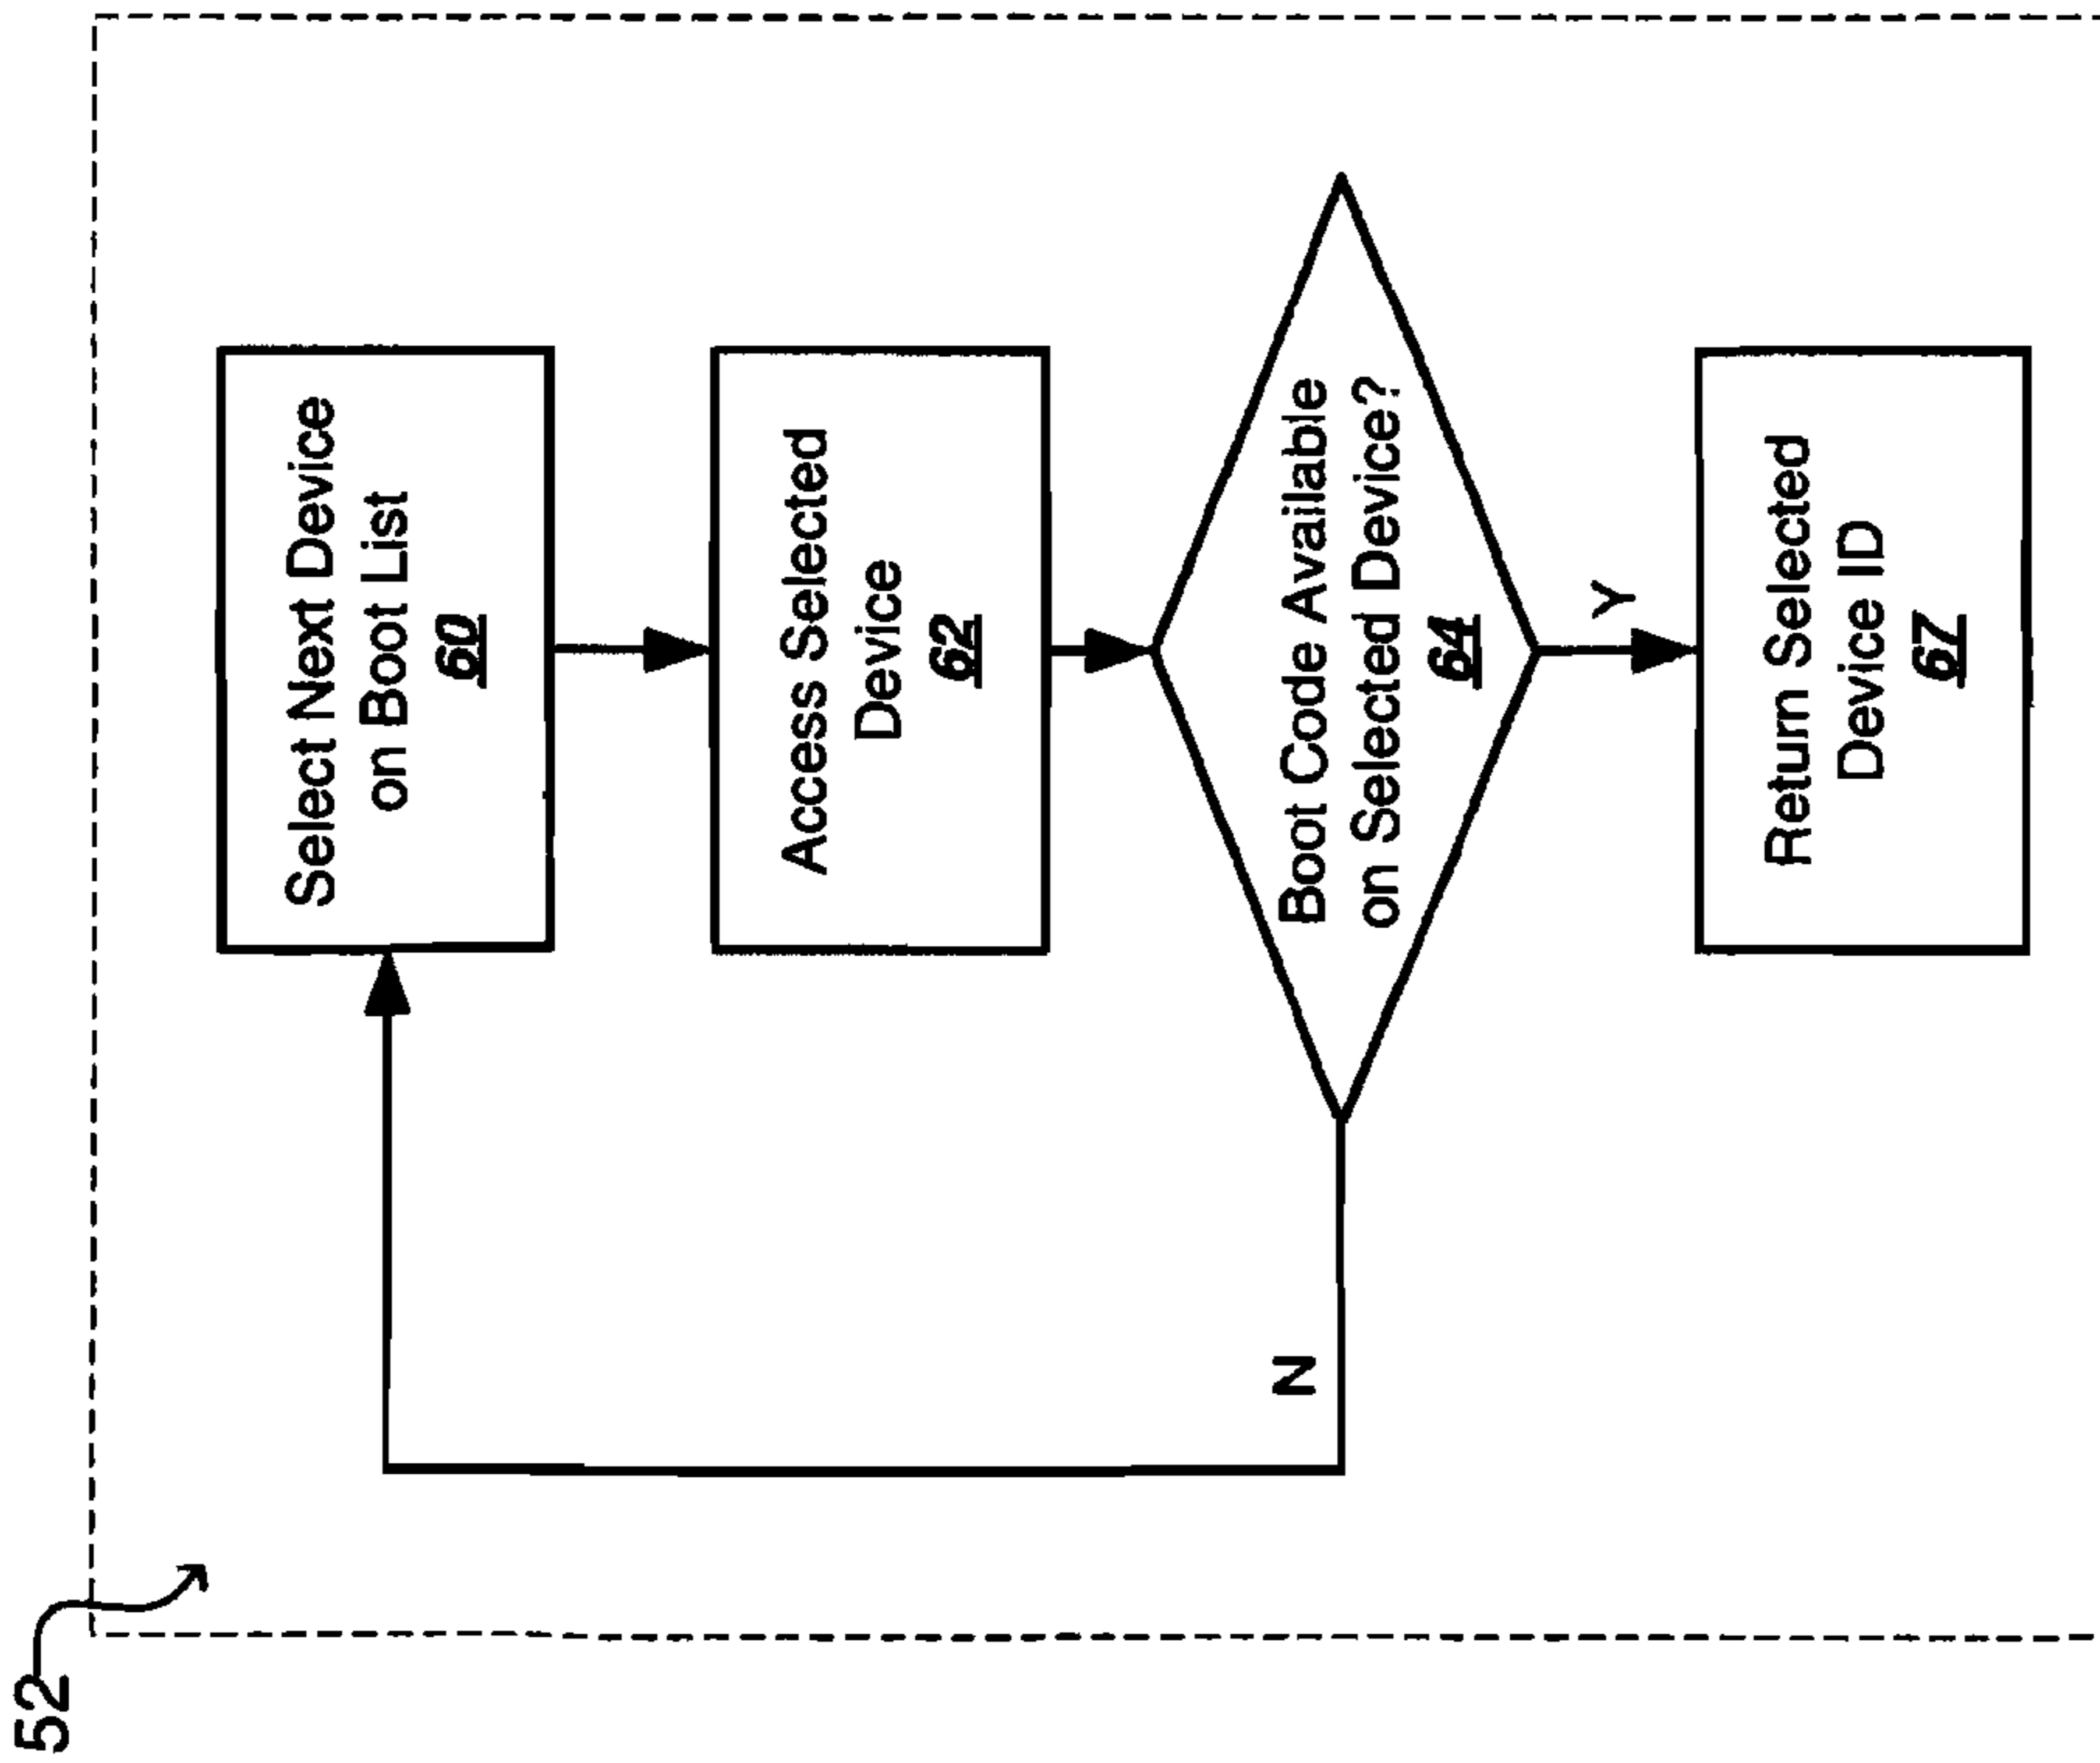 52
Select Next Device
on Boot List
60
Access Selected
Device
62
Boot Code Available
on Selected Device?
64
N
Y
Return Selected
Device ID
67